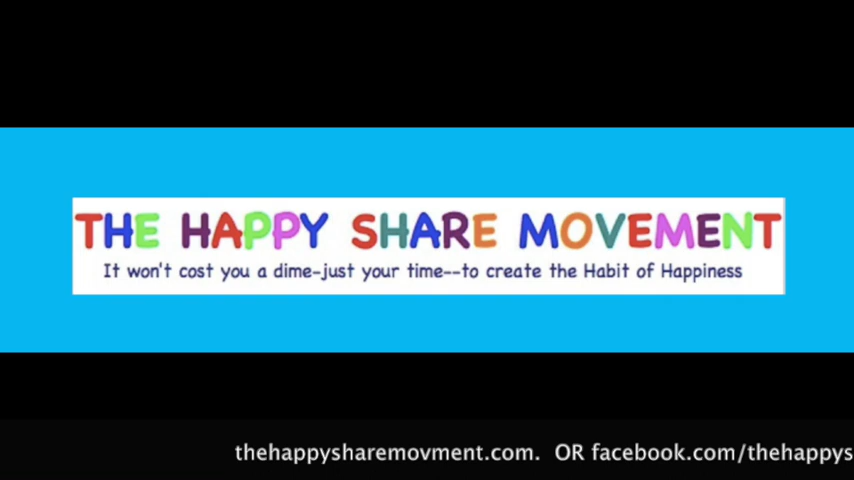 THE HAPPY SHARE MOVEMENT
It won't cost you a dime-just your time--to create the Habit of Happiness
thehappysharemovment.com. OR facebook.com/thehappys